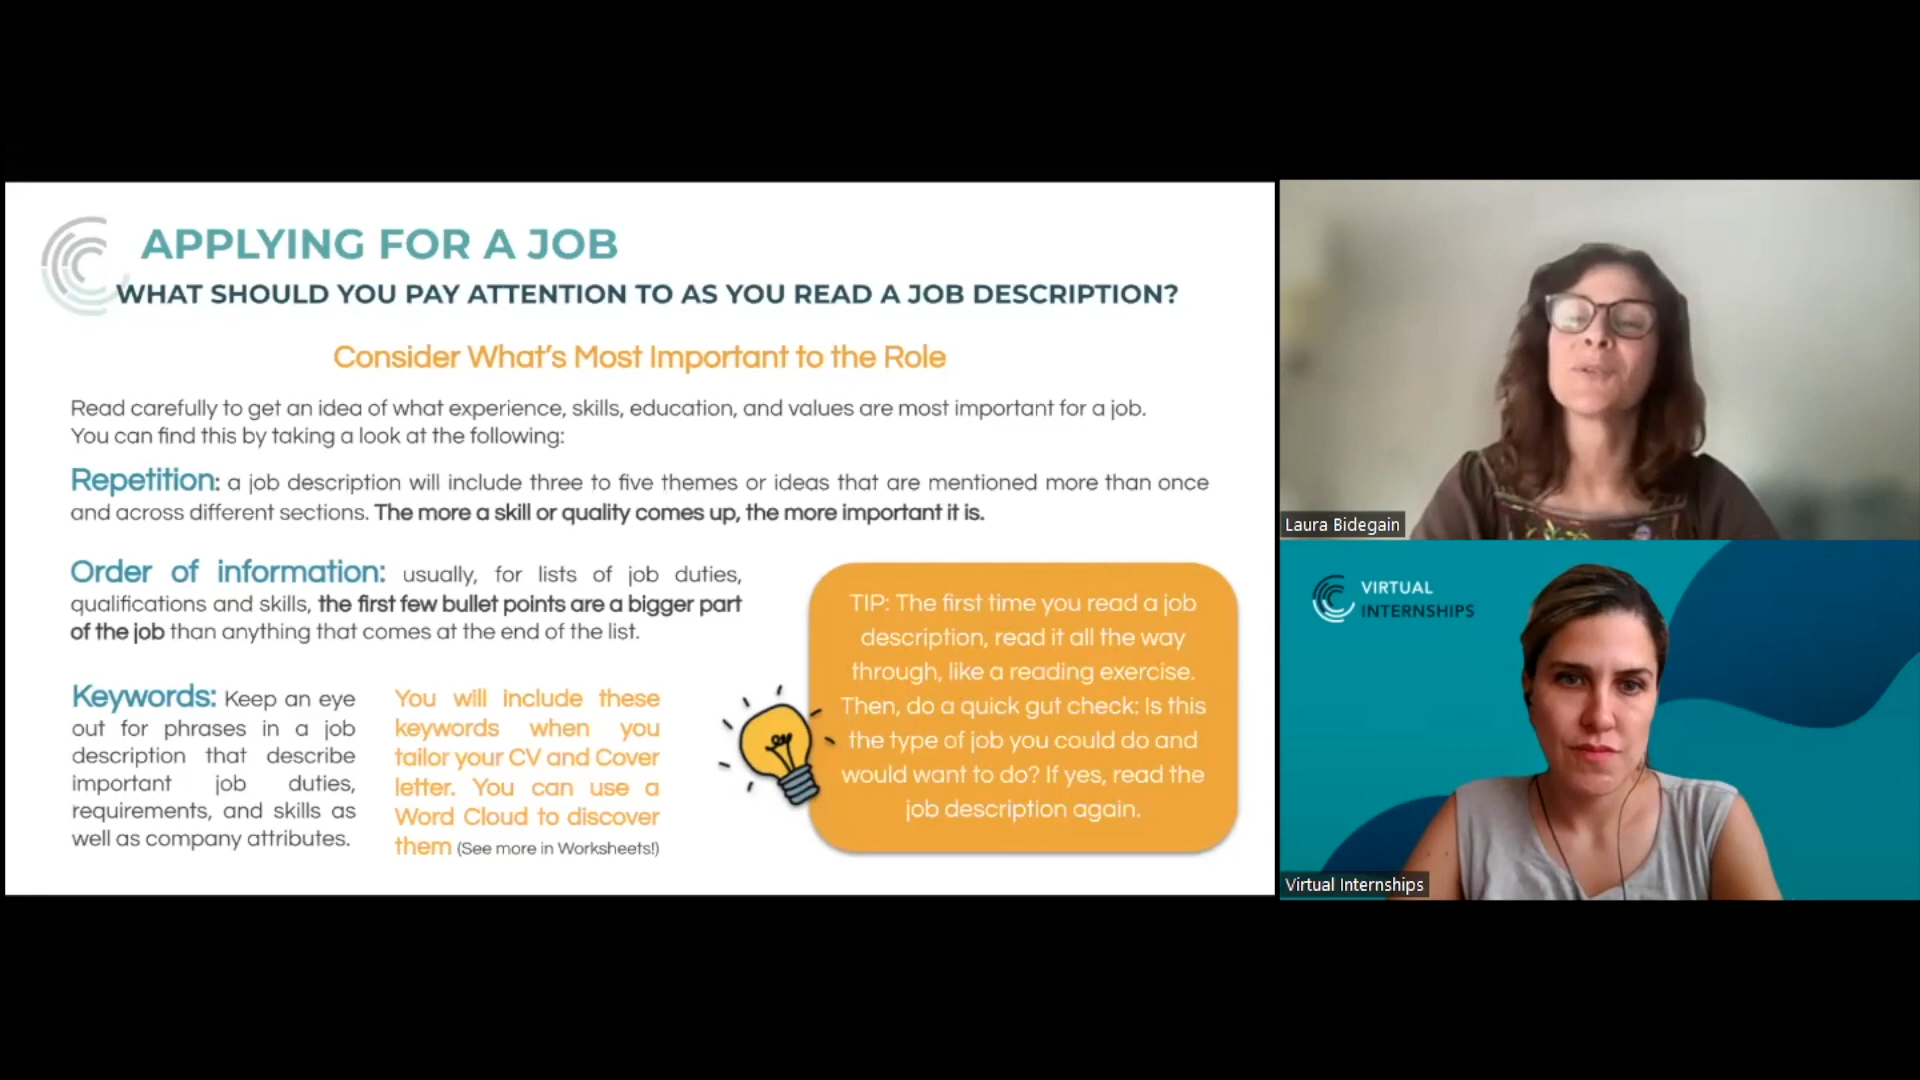 APPLYING FOR A JOB
WHAT SHOULD YOU PAY ATTENTION TO AS YOU READ A JOB DESCRIPTION?
Consider What's Most Important to the Role
Read carefully to get an idea of what experience, skills, education, and values are most important for a job.
You can find this by taking a look at the following:
Repetition: a job description will include three to five themes or ideas that are mentioned more than once
and across different sections. The more a skill or quality comes up, the more important it is.
Order of information: usually, for lists of job duties,
qualifications and skills, the first few bullet points are a bigger part
of the job than anything that comes at the end of the list.
Keywords: Keep an eye
out for phrases in a job
description that describe
important job duties,
requirements, and skills as
well as company attributes.
You will include these
keywords when you
tailor your CV and Cover
letter. You can use a
Word Cloud to discover
them (See more in Worksheets!)
TIP: The first time you read a job
description, read it all the way
through, like a reading exercise.
Then, do a quick gut check: Is this
the type of job you could do and
would want to do? If yes, read the
job description again.
Laura Bidegain
VIRTUAL
INTERNSHIPS
Virtual Internships